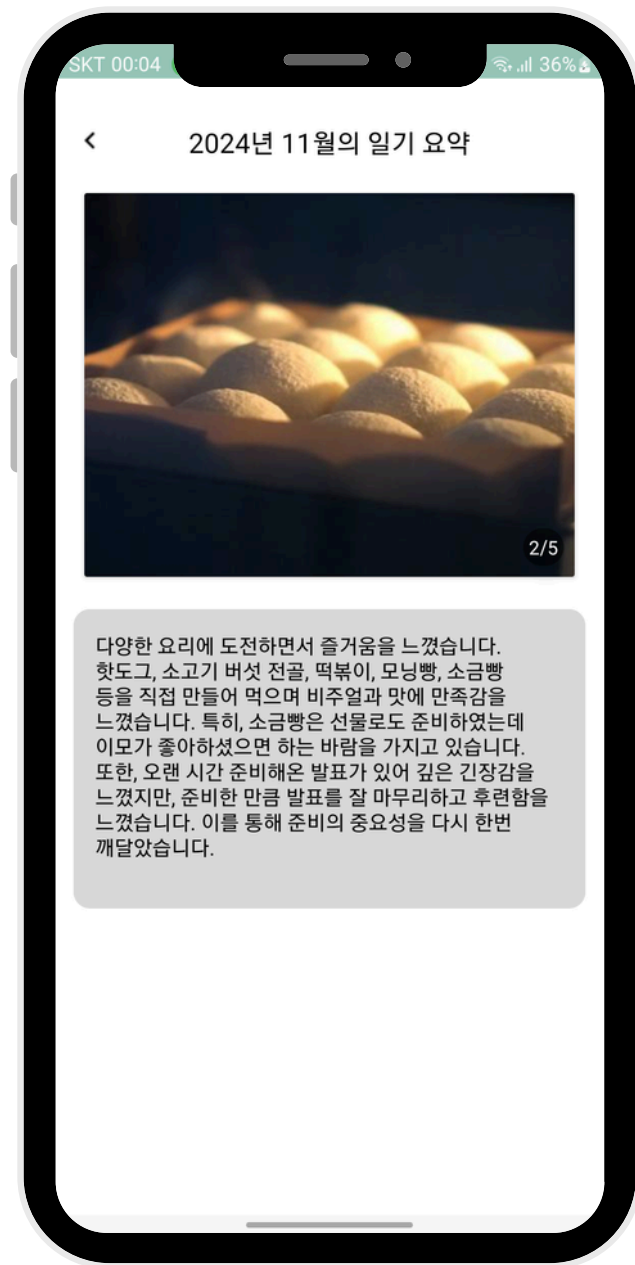 SKT 00:04
36%
2024년 11월의 일기 요약
2/5
다양한 요리에 도전하면서 즐거움을 느꼈습니다.
핫도그, 소고기 버섯 전골, 떡볶이, 모닝빵, 소금빵
등을 직접 만들어 먹으며 비주얼과 맛에 만족감을
느꼈습니다. 특히, 소금빵은 선물로도 준비하였는데
이모가 좋아하셨으면 하는 바람을 가지고 있습니다.
또한, 오랜 시간 준비해온 발표가 있어 깊은 긴장감을
느꼈지만, 준비한 만큼 발표를 잘 마무리하고 후련함을
느꼈습니다. 이를 통해 준비의 중요성을 다시 한번
깨달았습니다.